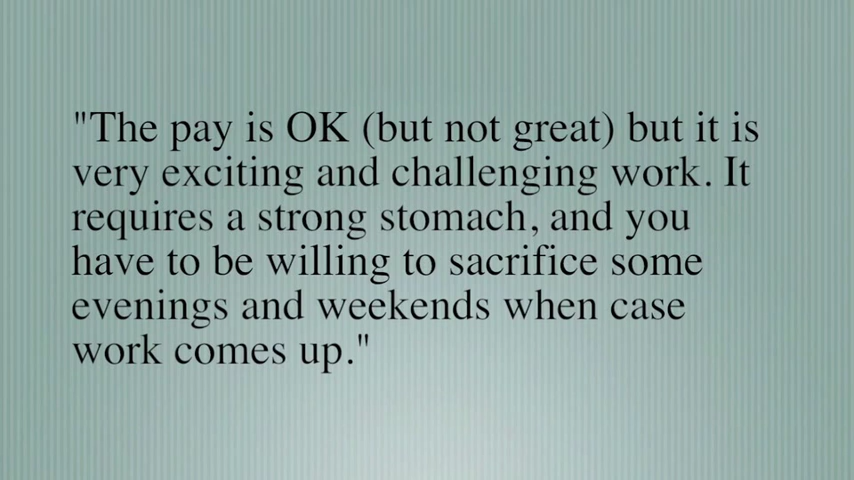 "The pay is OK (but not great) but it is
very exciting and challenging work. It
requires a strong stomach, and you
have to be willing to sacrifice some
evenings and weekends when case
work comes up."